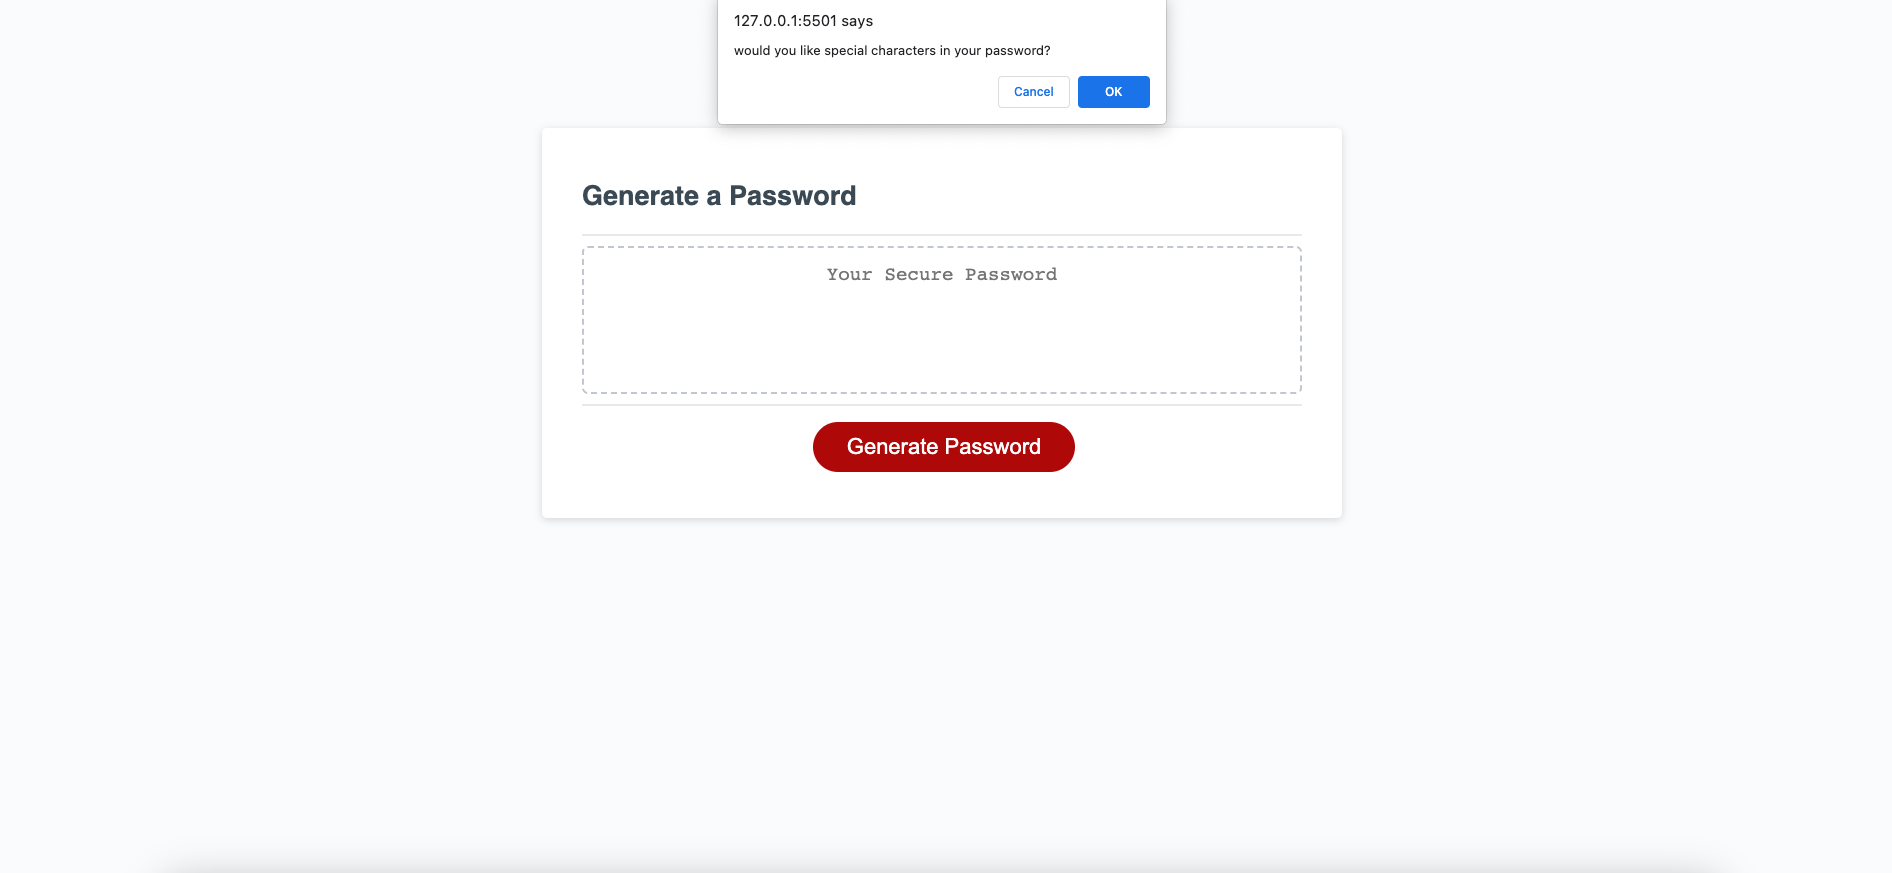 127.0.0.1:5501 says
would you like special characters in your password?
Cancel
OK
Generate a Password
Your Secure Password
Generate Password